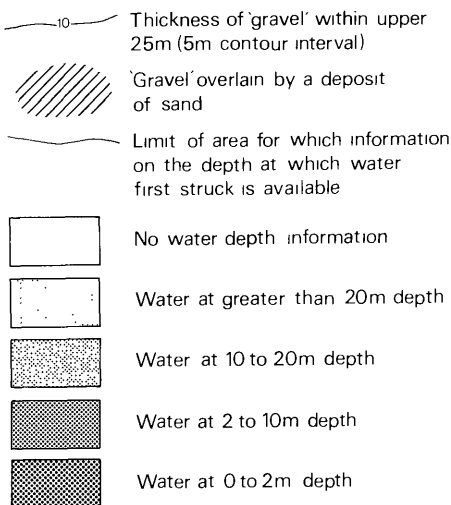 10
Thickness of 'gravel' within upper
25m (5m contour interval)
'Gravel' overlain by a deposit
of sand
Limit of area for which information
on the depth at which water
first struck is available
No water depth information
Water at greater than 20m depth
Water at 10 to 20m depth
Water at 2 to 10m depth
Water at 0 to 2m depth